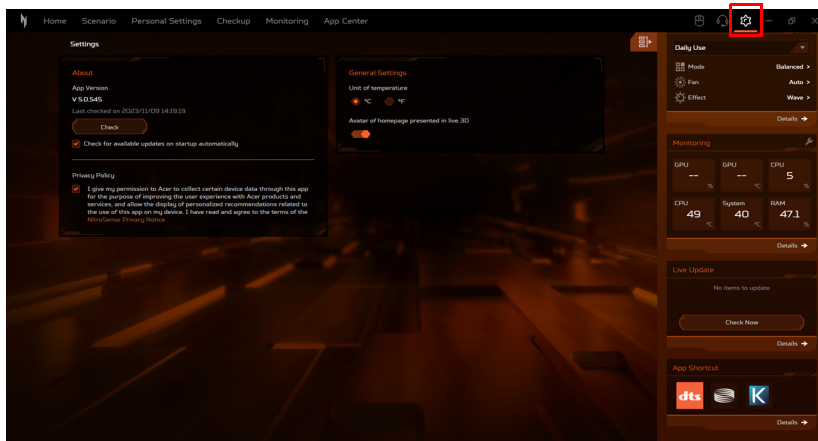 Home Scenario Personal Settings Checkup Monitoring App Center
Settings
About
App Version
V 5.0.545
Last checked on 2023/11/09 14:19:19
Check
Check for available updates on startup automatically
Privacy Policy
I give my permission to Acer to collect certain device data through this app
for the purpose of improving the user experience with Acer products and
services, and allow the display of personalized recommendations related to
the use of this app on my device. I have read and agree to the terms of the
NitroSense Privacy Notice
General Settings
Unit of temperature
°C °F
Avatar of homepage presented in live 3D
Daily Use
Mode Balanced >
Fan Auto >
Effect Wave >
Details
Monitoring
GPU GPU CPU
-- -- 5
% °C %
CPU System RAM
49 40 47.1
°C °C %
Details
Live Update
No items to update
Check Now
Details
App Shortcut
dts K
Details